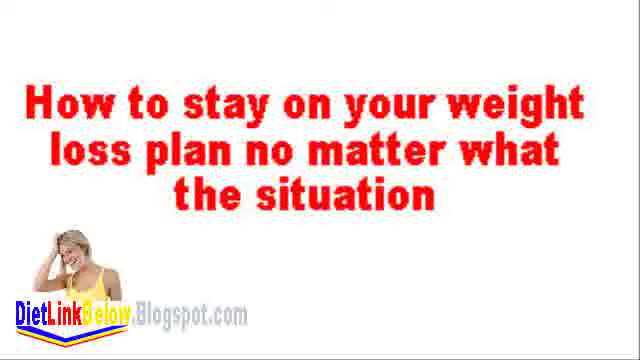 How to stay on your weight
loss plan no matter what
the situation
DietLinkBelow.Blogspot.com